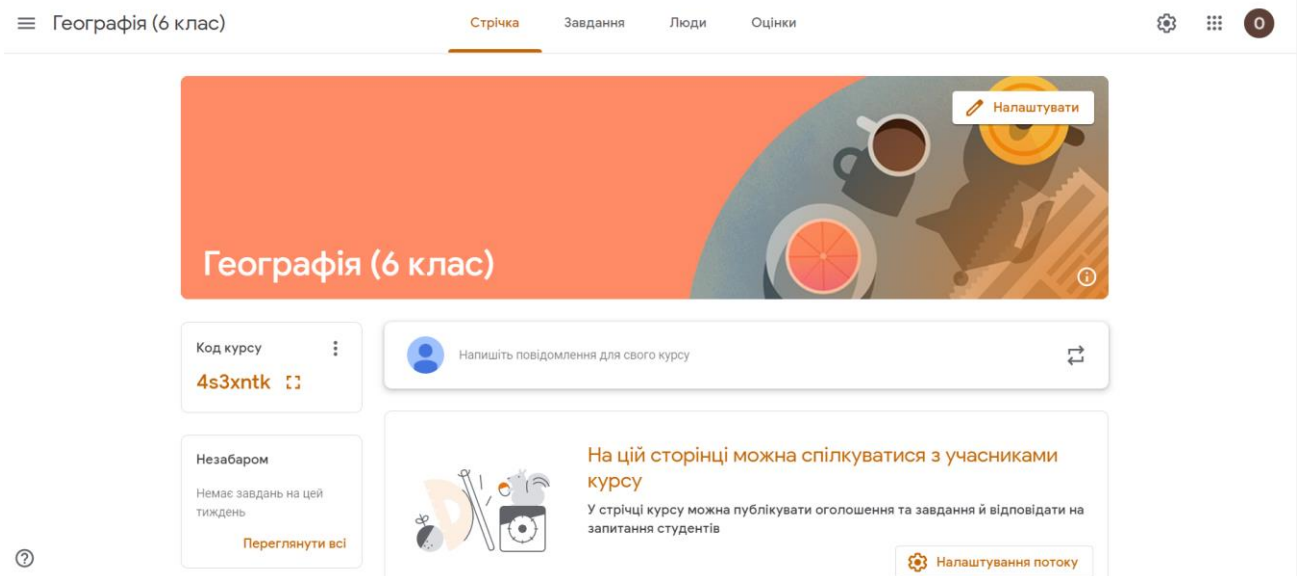 Географія (6 клас)
Стрічка
Завдання
Люди
Оцінки
О
Налаштувати
Географія (6 клас)
Код курсу
4s3xntk
Напишіть повідомлення для свого курсу
Незабаром
Немає завдань на цей
тиждень
Переглянути всі
На цій сторінці можна спілкуватися з учасниками
курсу
У стрічці курсу можна публікувати оголошення та завдання й відповідати на
запитання студентів
Налаштування потоку